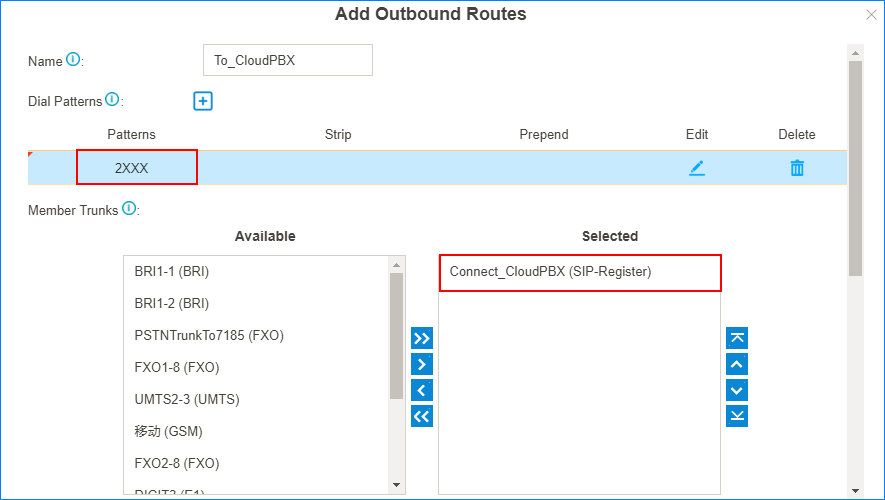 Add Outbound Routes
Name : To_CloudPBX
Dial Patterns :
Patterns Strip Prepend Edit Delete
2XXX
Member Trunks :
Available Selected
BRI1-1 (BRI) Connect_CloudPBX (SIP-Register)
BRI1-2 (BRI)
PSTNTrunkTo7185 (FXO)
FXO1-8 (FXO)
UMTS2-3 (UMTS)
移动 (GSM)
FXO2-8 (FXO)
DIGIT3 (E1)